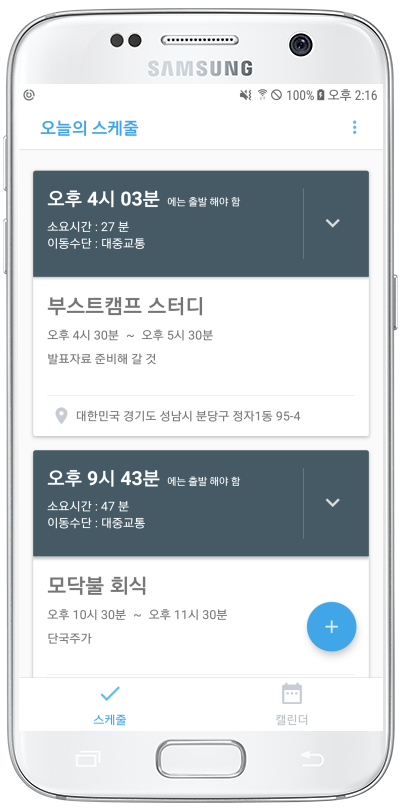 SAMSUNG
100% 오후 2:16
오늘의 스케줄
오후 4시 03분 에는 출발 해야 함
소요시간 : 27 분
이동수단 : 대중교통
부스트캠프 스터디
오후 4시 30분 ~ 오후 5시 30분
발표자료 준비해 갈 것
대한민국 경기도 성남시 분당구 정자1동 95-4
오후 9시 43분 에는 출발 해야 함
소요시간 : 47 분
이동수단 : 대중교통
모닥불 회식
오후 10시 30분 ~ 오후 11시 30분
단국주가
스케줄
캘린더